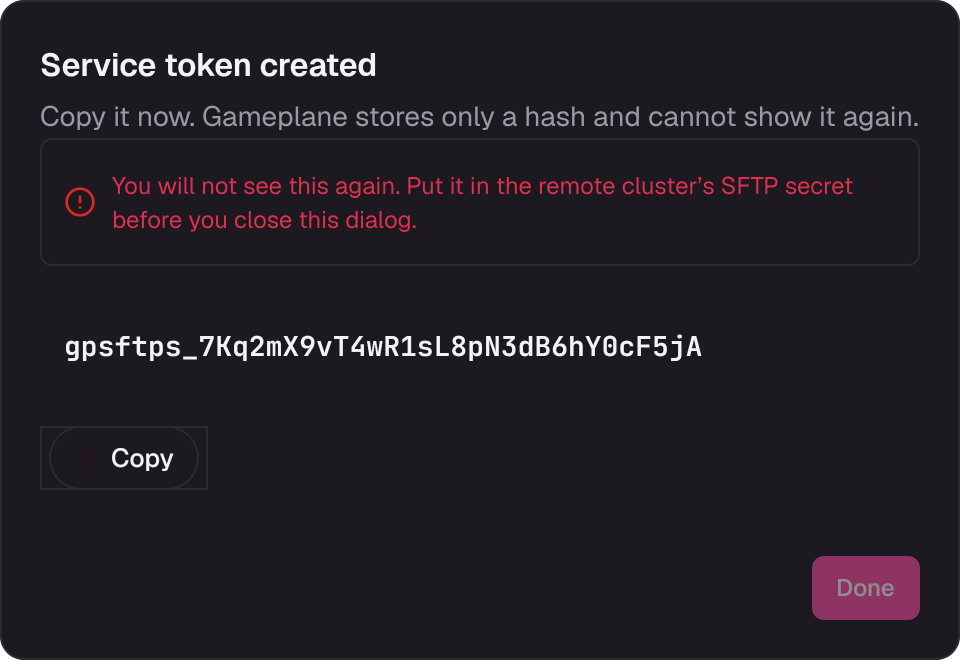 Service token created
Copy it now. Gameplane stores only a hash and cannot show it again.
You will not see this again. Put it in the remote cluster’s SFTP secret
before you close this dialog.
gpsftps_7Kq2mX9vT4wR1sL8pN3dB6hY0cF5jA
Copy
Done